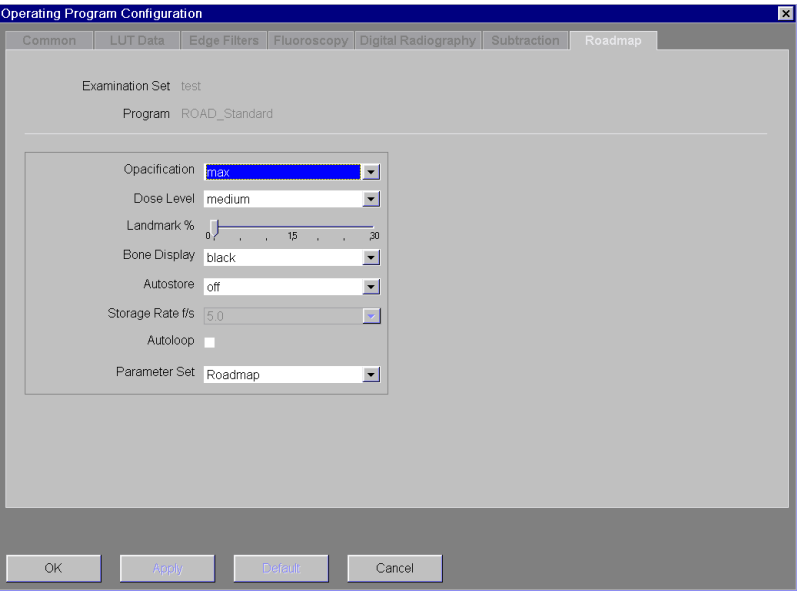 Operating Program Configuration
Common LUT Data Edge Filters Fluoroscopy Digital Radiography Subtraction Roadmap
Examination Set test
Program ROAD_Standard
Opacification max
Dose Level medium
Landmark %
0 15 30
Bone Display black
Autostore off
Storage Rate f/s 5.0
Autoloop
Parameter Set Roadmap
OK Apply Default Cancel